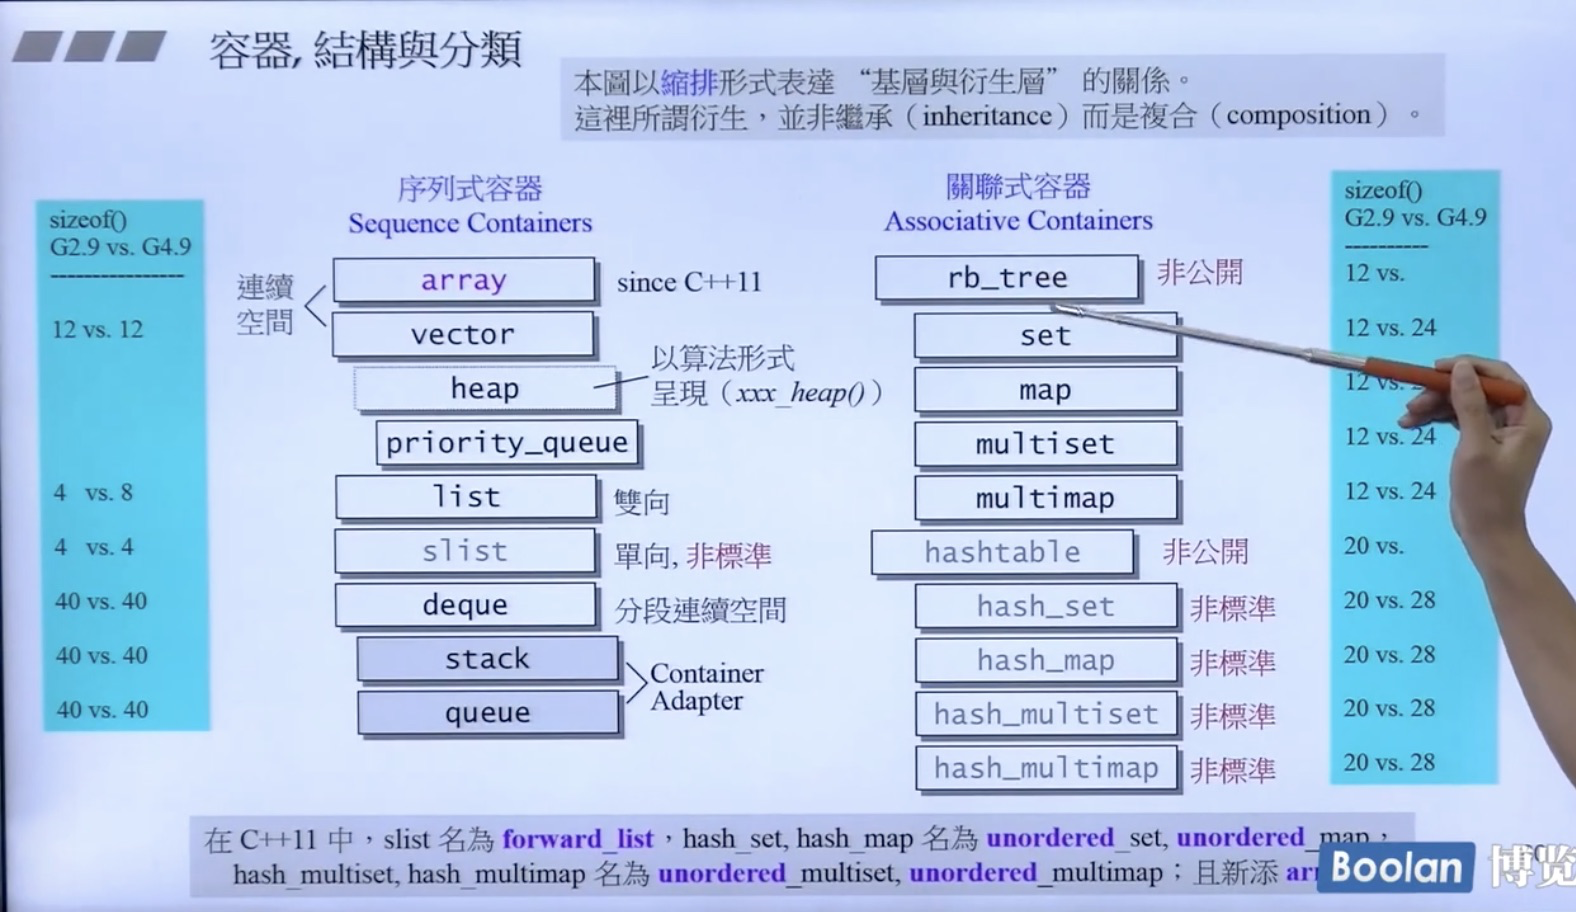 容器, 結構與分類
本圖以縮排形式表達 “基層與衍生層” 的關係。
這裡所謂衍生，並非繼承（inheritance）而是複合（composition）。
sizeof()
G2.9 vs. G4.9
------------------
12 vs. 12
4 vs. 8
4 vs. 4
40 vs. 40
40 vs. 40
40 vs. 40
序列式容器
Sequence Containers
連續
空間
array
since C++11
vector
heap
以算法形式
呈現（xxx_heap()）
priority_queue
list
雙向
slist
單向, 非標準
deque
分段連續空間
stack
queue
Container
Adapter
關聯式容器
Associative Containers
rb_tree
非公開
set
map
multiset
multimap
hashtable
非公開
hash_set
非標準
hash_map
非標準
hash_multiset
非標準
hash_multimap
非標準
sizeof()
G2.9 vs. G4.9
-----------
12 vs.
12 vs. 24
12 vs.
12 vs. 24
12 vs. 24
20 vs.
20 vs. 28
20 vs. 28
20 vs. 28
20 vs. 28
在 C++11 中，slist 名為 forward_list，hash_set, hash_map 名為 unordered_set, unordered_map，
hash_multiset, hash_multimap 名為 unordered_multiset, unordered_multimap；且新添
Boolan 博览